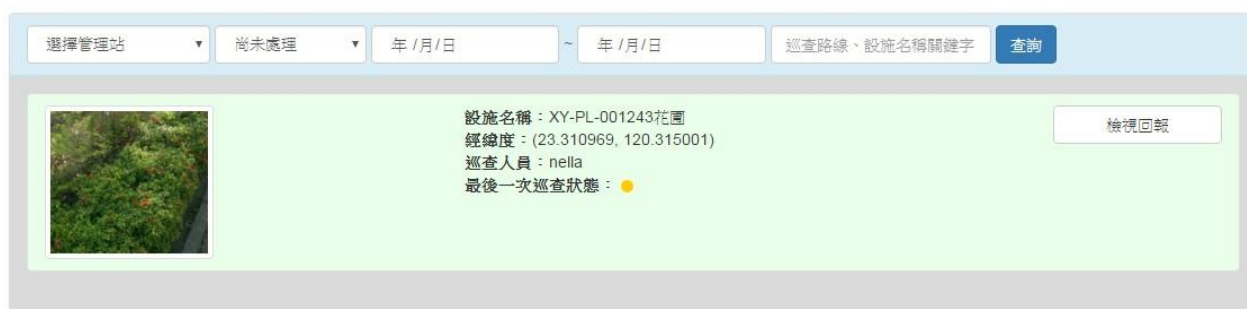 選擇管理站 尚未處理 年 /月/日 ~ 年 /月/日 巡查路線、設施名稱關鍵字 查詢
設施名稱：XY-PL-001243花圃
經緯度：(23.310969, 120.315001)
巡查人員：nella
最後一次巡查狀態：
檢視回報